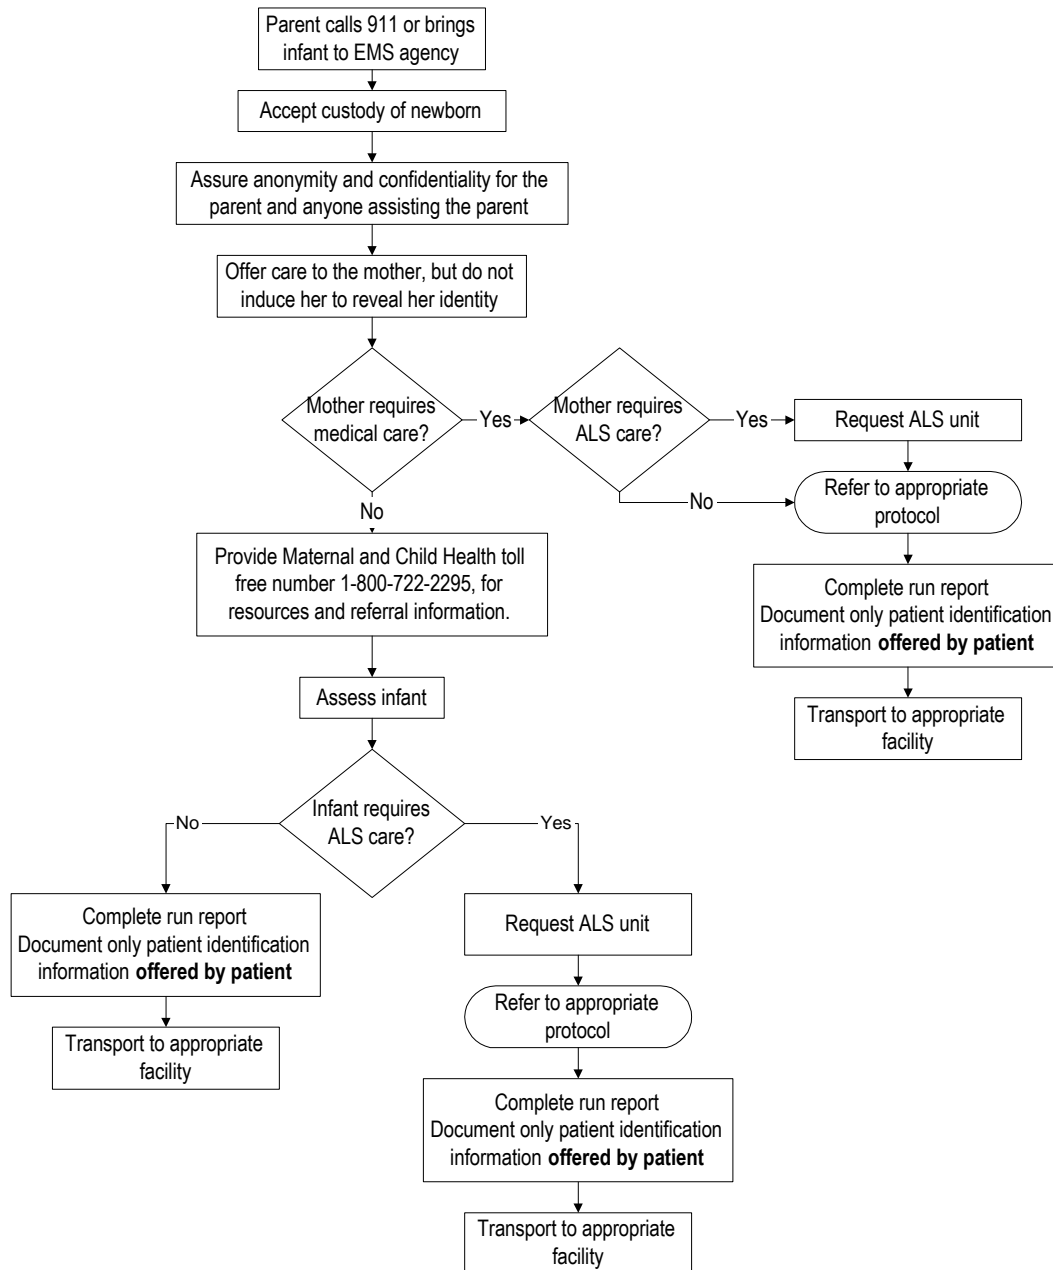 Parent calls 911 or brings
infant to EMS agency
Accept custody of newborn
Assure anonymity and confidentiality for the
parent and anyone assisting the parent
Offer care to the mother, but do not
induce her to reveal her identity
Mother requires
medical care?
Yes
Mother requires
ALS care?
Yes
Request ALS unit
No
Refer to appropriate
protocol
Complete run report
Document only patient identification
information offered by patient
Transport to appropriate
facility
No
Provide Maternal and Child Health toll
free number 1-800-722-2295, for
resources and referral information.
Assess infant
Infant requires
ALS care?
No
Yes
Complete run report
Document only patient identification
information offered by patient
Transport to appropriate
facility
Request ALS unit
Refer to appropriate
protocol
Complete run report
Document only patient identification
information offered by patient
Transport to appropriate
facility